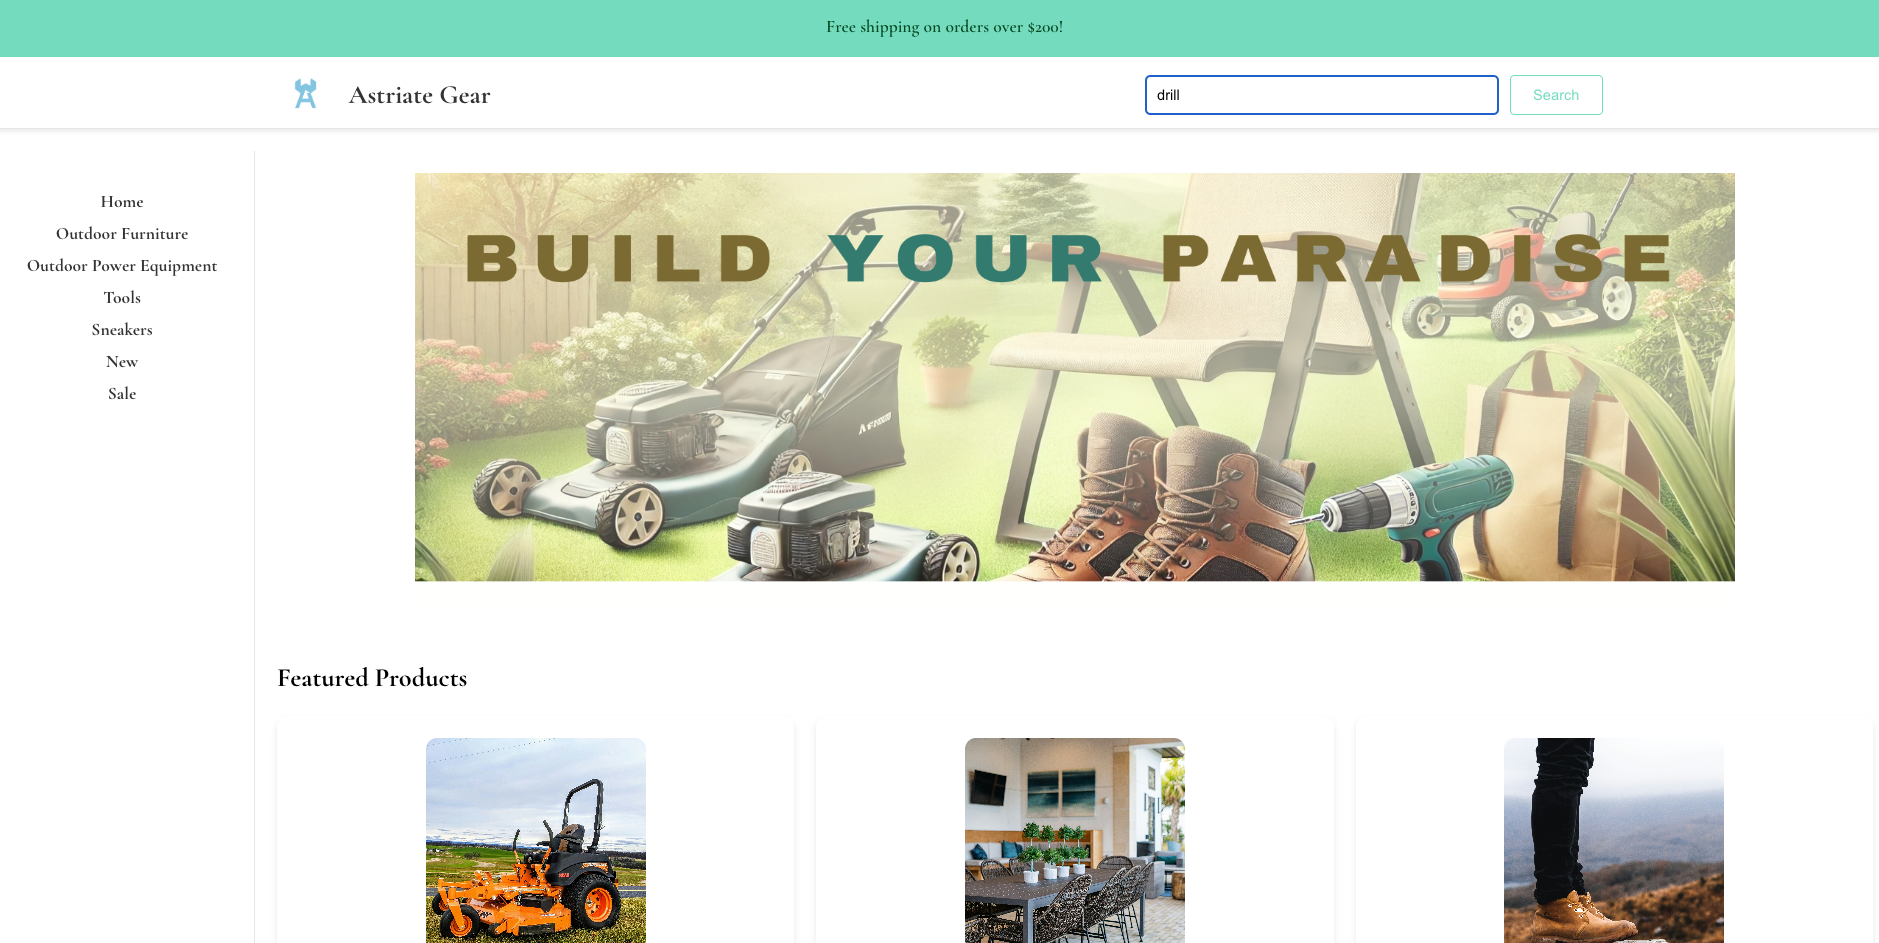 Free shipping on orders over $200!
Astriate Gear
drill
Search
Home
Outdoor Furniture
Outdoor Power Equipment
Tools
Sneakers
New
Sale
BUILD YOUR PARADISE
Featured Products